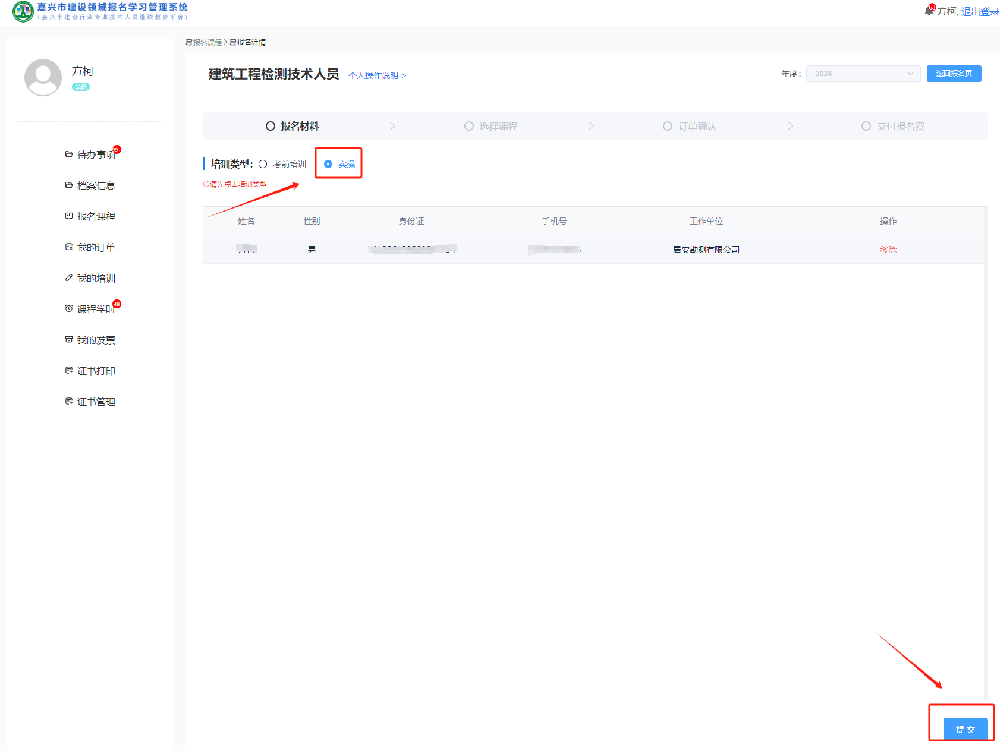 嘉兴市建设领域报名学习管理系统
(嘉兴市建设行业专业技术人员继续教育平台)
63
方柯, 退出登录
方柯
学员
待办事项 99+
档案信息
报名课程
我的订单
我的培训
课程学时 48
我的发票
证书打印
证书管理
报名课程 > 报名详情
建筑工程检测技术人员 个人操作说明 >
年度: 2024 返回报名页
报名材料 > 选择课程 > 订单确认 > 支付报名费
培训类型: 考前培训 实操
请先点击培训类型
姓名 性别 身份证 手机号 工作单位 操作
男 居安勘测有限公司 移除
提 交